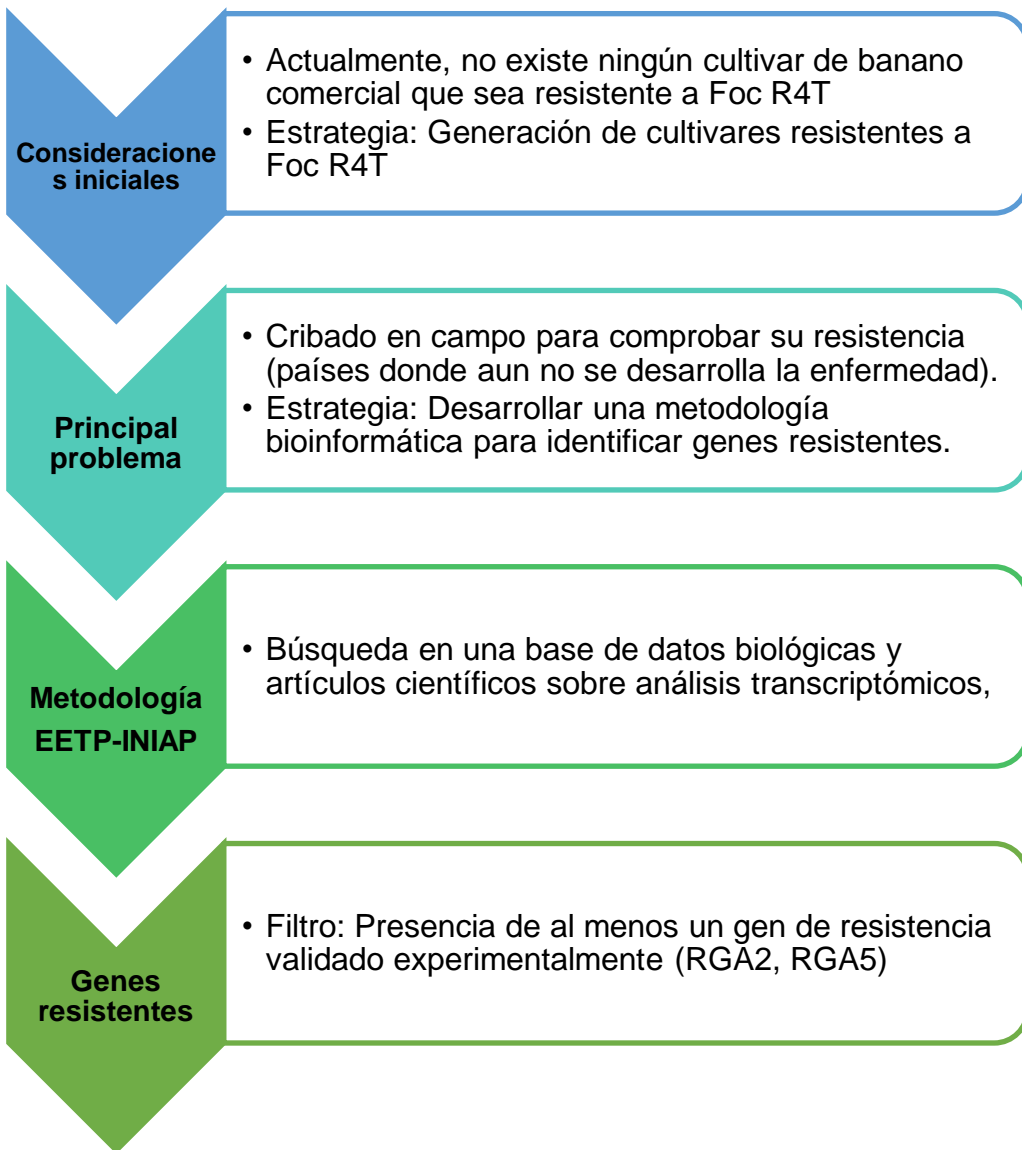 Consideracione
s iniciales
• Actualmente, no existe ningún cultivar de banano
comercial que sea resistente a Foc R4T
• Estrategia: Generación de cultivares resistentes a
Foc R4T
Principal
problema
• Cribado en campo para comprobar su resistencia
(países donde aun no se desarrolla la enfermedad).
• Estrategia: Desarrollar una metodología
bioinformática para identificar genes resistentes.
Metodología
EETP-INIAP
• Búsqueda en una base de datos biológicas y
artículos científicos sobre análisis transcriptómicos,
Genes
resistentes
• Filtro: Presencia de al menos un gen de resistencia
validado experimentalmente (RGA2, RGA5)